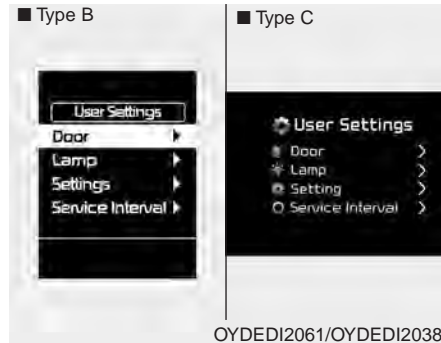 ■ Type B
User Settings
Door
Lamp
Settings
Service Interval
■ Type C
User Settings
Door
Lamp
Setting
Service Interval
OYDEDI2061/OYDEDI2038